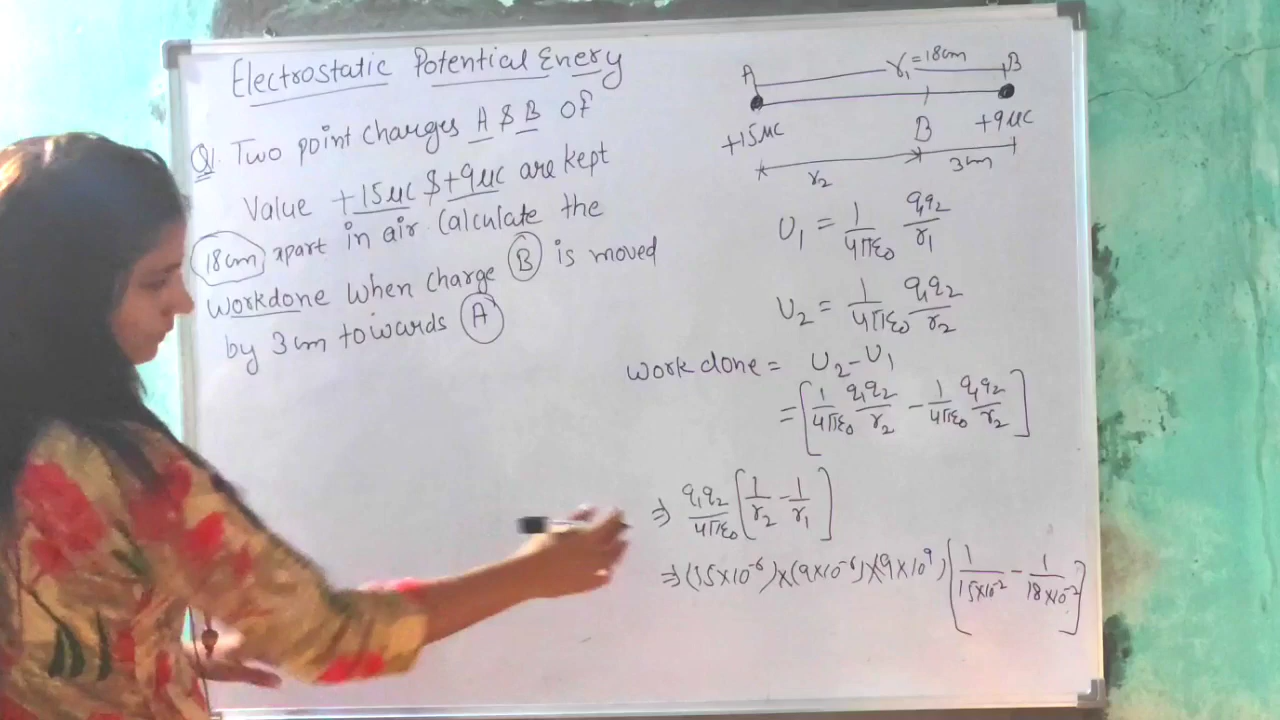 Electrostatic Potential Enery
Q1. Two point charges A & B of
Value +15μC & +9μC are kept
18cm apart in air. Calculate the
workdone when charge B is moved
by 3cm towards A
A r₁=18cm B
+15μC B +9μC
r₂ 3cm
U₁ = 1/4πε₀ q₁q₂/r₁
U₂ = 1/4πε₀ q₁q₂/r₂
work done = U₂-U₁
= [1/4πε₀ q₁q₂/r₂ - 1/4πε₀ q₁q₂/r₂]
⇒ q₁q₂/4πε₀ [1/r₂ - 1/r₁]
⇒ (15×10⁻⁶)×(9×10⁻⁶)×(9×10⁹) [1/15×10⁻² - 1/18×10⁻²]